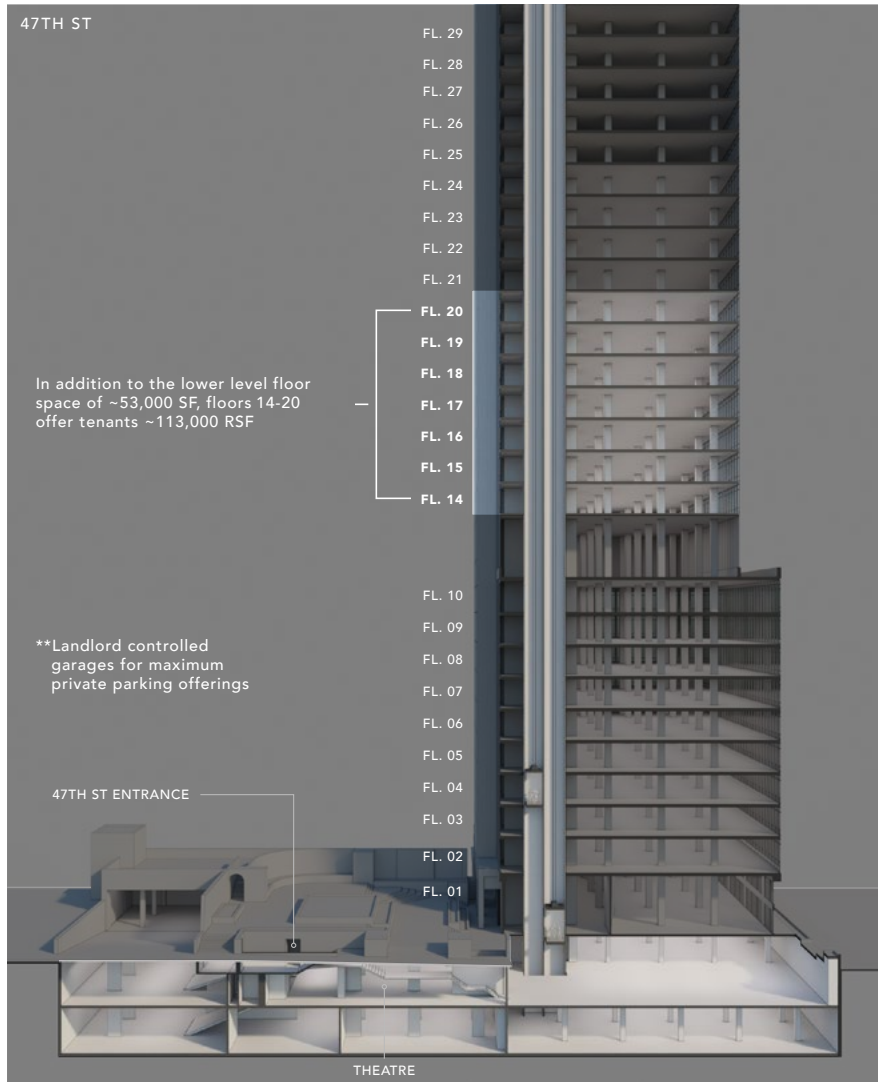 47TH ST
FL. 29
FL. 28
FL. 27
FL. 26
FL. 25
FL. 24
FL. 23
FL. 22
FL. 21
FL. 20
FL. 19
FL. 18
FL. 17
FL. 16
FL. 15
FL. 14
In addition to the lower level floor
space of ~53,000 SF, floors 14-20
offer tenants ~113,000 RSF
FL. 10
FL. 09
FL. 08
FL. 07
FL. 06
FL. 05
FL. 04
FL. 03
FL. 02
FL. 01
**Landlord controlled
garages for maximum
private parking offerings
47TH ST ENTRANCE
THEATRE